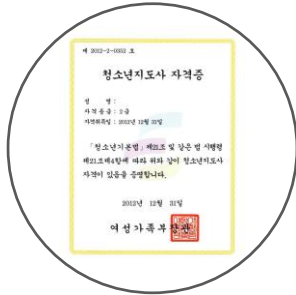 제 2012-2-0502 호
청소년지도사 자격증
성 명 :
자격등급 : 2급
자격취득일 : 2012년 12월 31일
「청소년기본법」 제21조 및 같은 법 시행령
제21조제4항에 따라 위와 같이 청소년지도사
자격이 있음을 증명합니다.
2012년 12월 31일
여성가족부장관